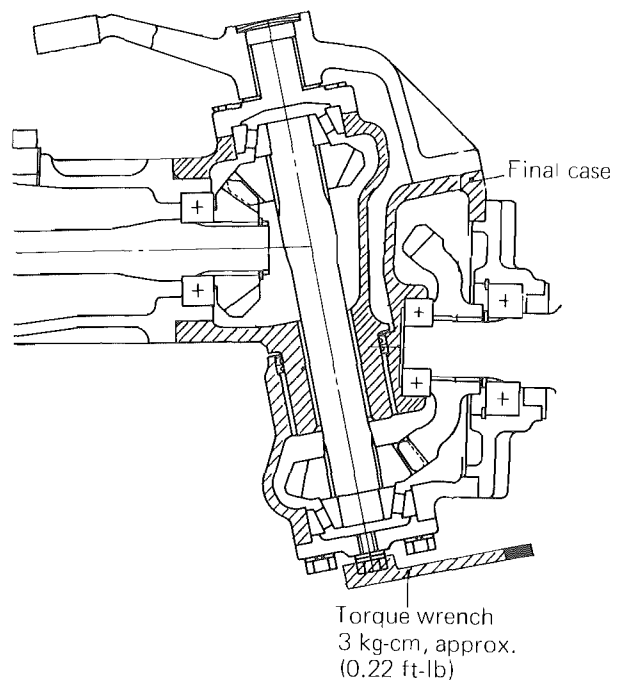 Final case
Torque wrench
3 kg-cm, approx.
(0.22 ft-lb)